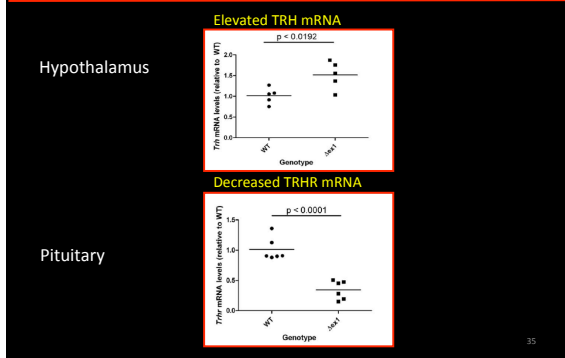 Elevated TRH mRNA
Hypothalamus
p < 0.0192
Trh mRNA levels (relative to WT)
2.0
1.5
1.0
0.5
0.0
WT
Δex1
Genotype
Decreased TRHR mRNA
Pituitary
p < 0.0001
Trhr mRNA levels (relative to WT)
1.5
1.0
0.5
0.0
WT
Δex1
Genotype
35